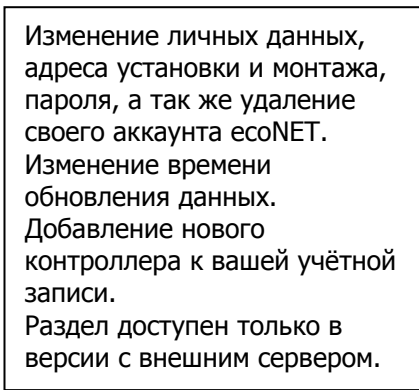 Изменение личных данных,
адреса установки и монтажа,
пароля, а так же удаление
своего аккаунта ecoNET.
Изменение времени
обновления данных.
Добавление нового
контроллера к вашей учётной
записи.
Раздел доступен только в
версии с внешним сервером.